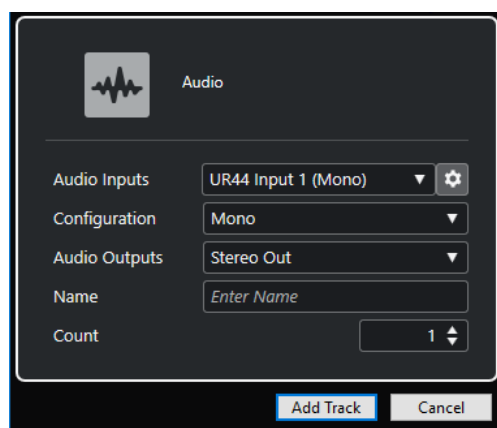 Audio
Audio Inputs UR44 Input 1 (Mono)
Configuration Mono
Audio Outputs Stereo Out
Name Enter Name
Count 1
Add Track Cancel